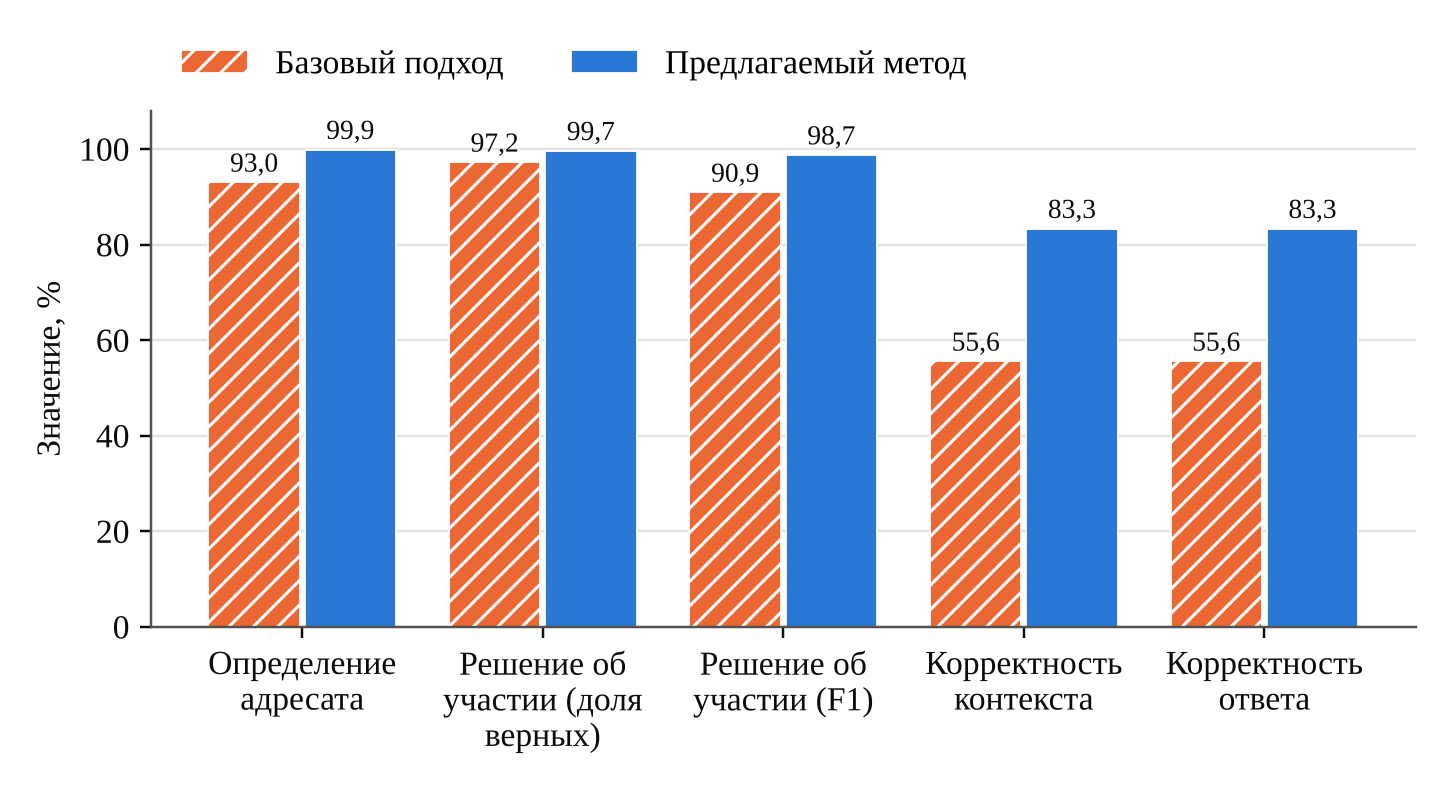 Базовый подход
Предлагаемый метод
Значение, %
100
80
60
40
20
0
93,0
99,9
97,2
99,7
90,9
98,7
55,6
83,3
55,6
83,3
Определение
адресата
Решение об
участии (доля
верных)
Решение об
участии (F1)
Корректность
контекста
Корректность
ответа